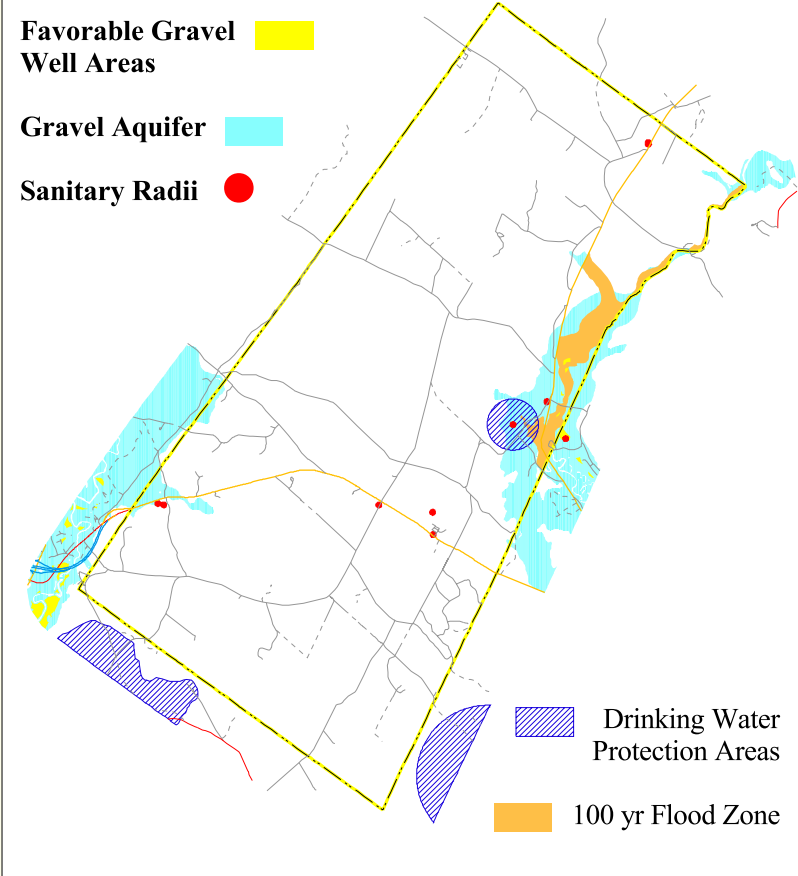 Favorable Gravel
Well Areas
Gravel Aquifer
Sanitary Radii
Drinking Water
Protection Areas
100 yr Flood Zone